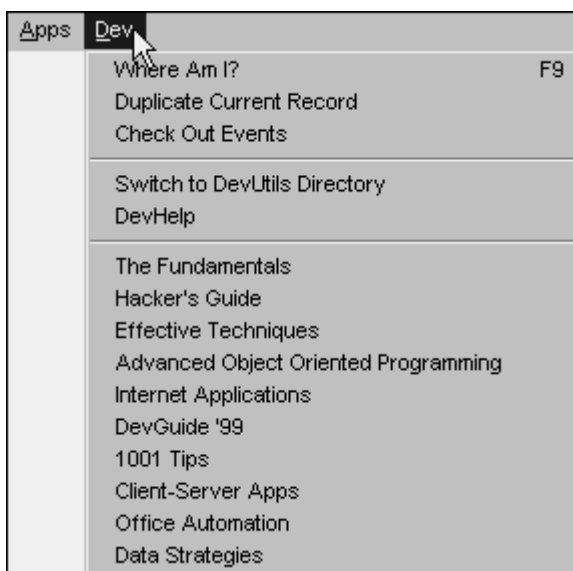 Apps Dev
Where Am I? F9
Duplicate Current Record
Check Out Events
Switch to DevUtils Directory
DevHelp
The Fundamentals
Hacker's Guide
Effective Techniques
Advanced Object Oriented Programming
Internet Applications
DevGuide '99
1001 Tips
Client-Server Apps
Office Automation
Data Strategies